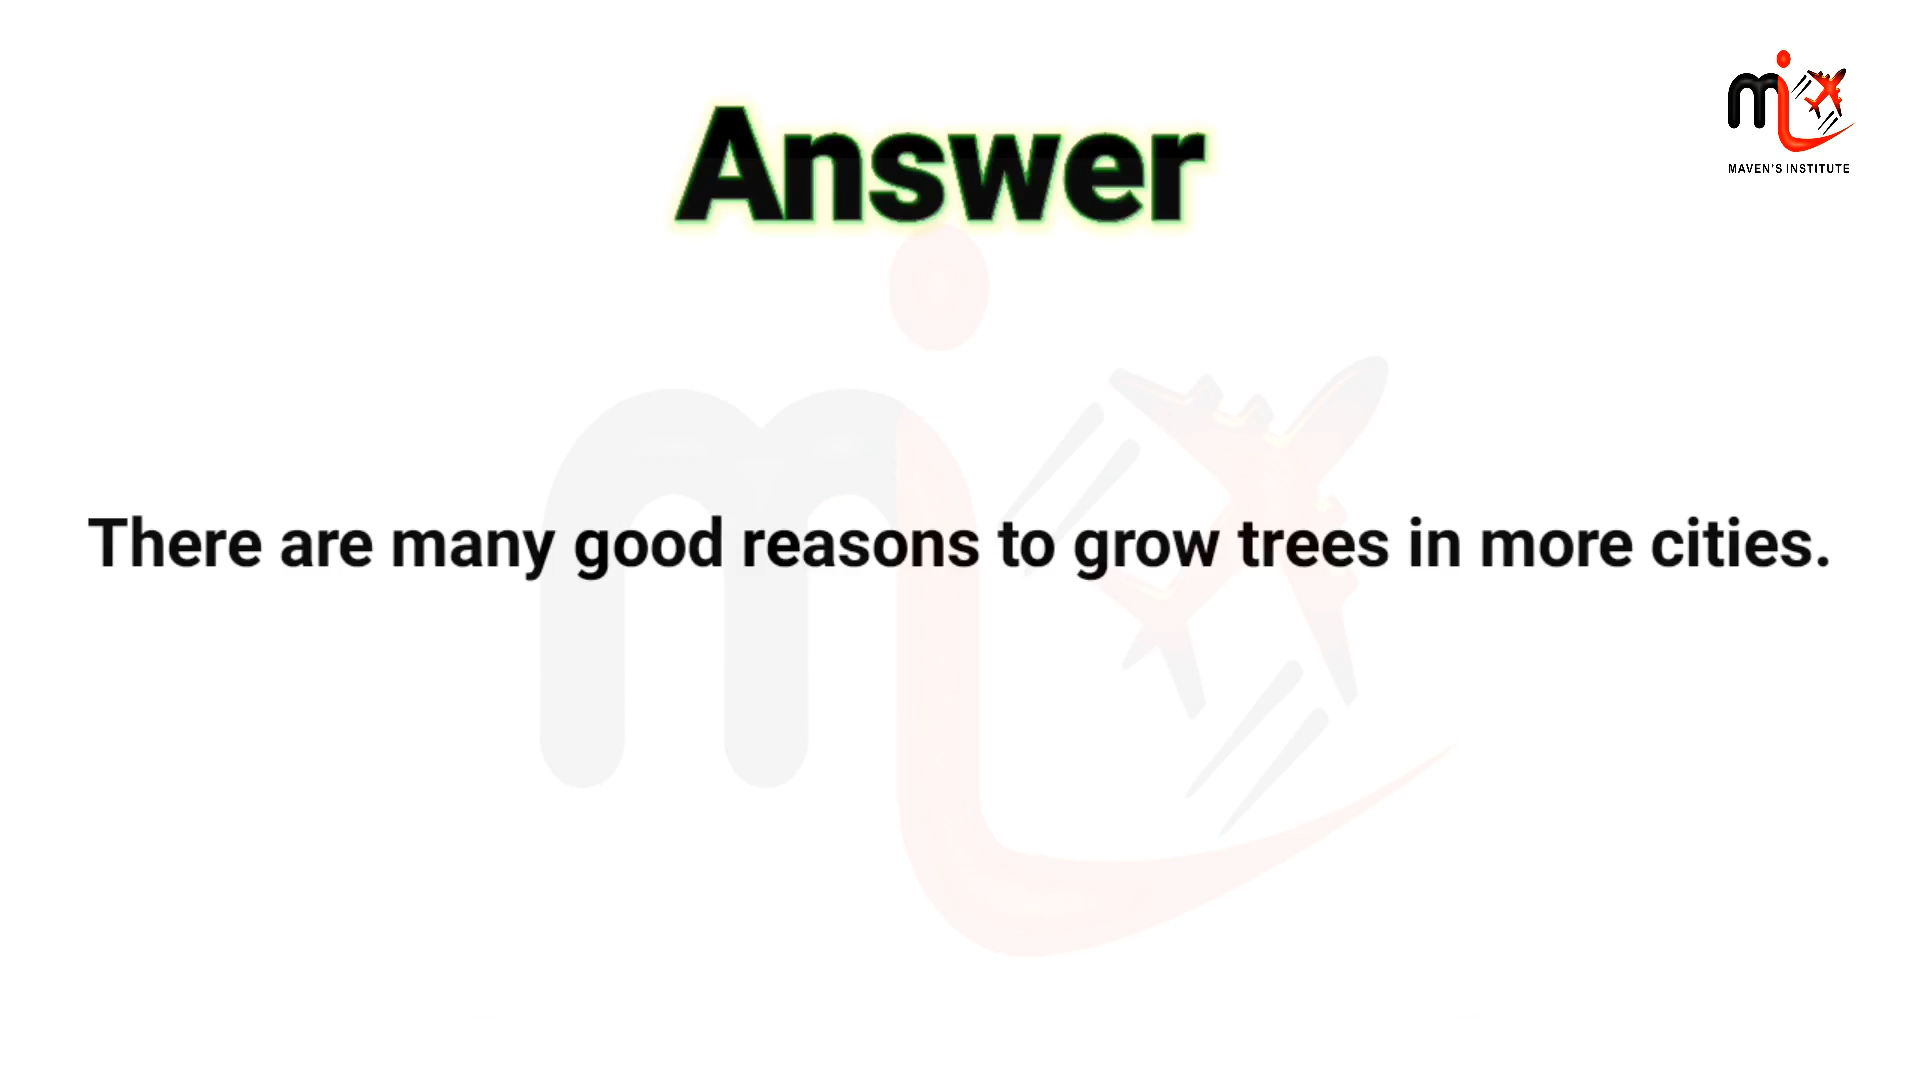 Answer
MAVEN'S INSTITUTE
There are many good reasons to grow trees in more cities.